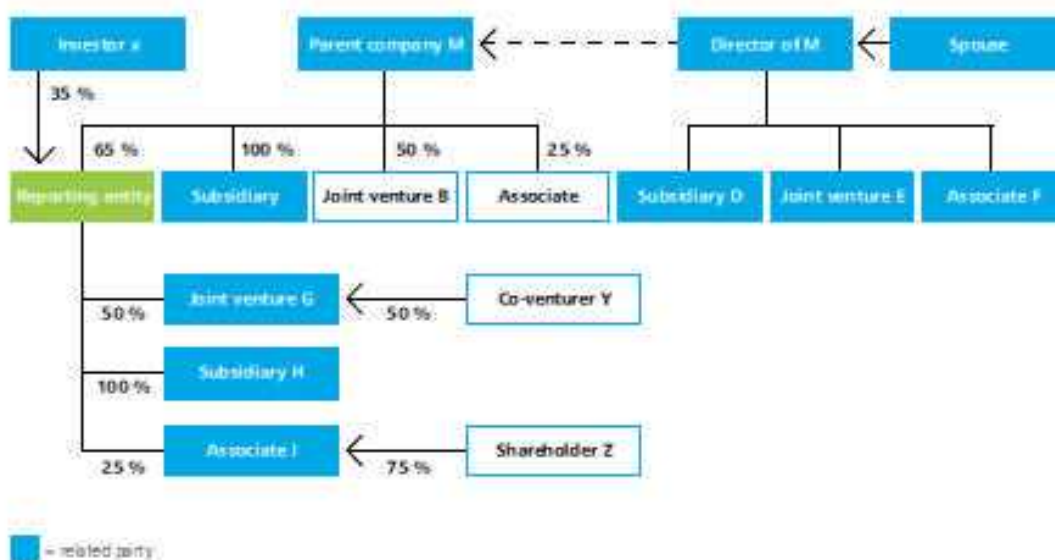 Investor x
Parent company M
Director of M
Spouse
35 %
65 %
100 %
50 %
25 %
Reporting entity
Subsidiary
Joint venture B
Associate
Subsidiary D
Joint venture E
Associate F
Joint venture G
Co-venturer Y
50 %
50 %
Subsidiary H
100 %
Associate I
Shareholder Z
25 %
75 %
= related party